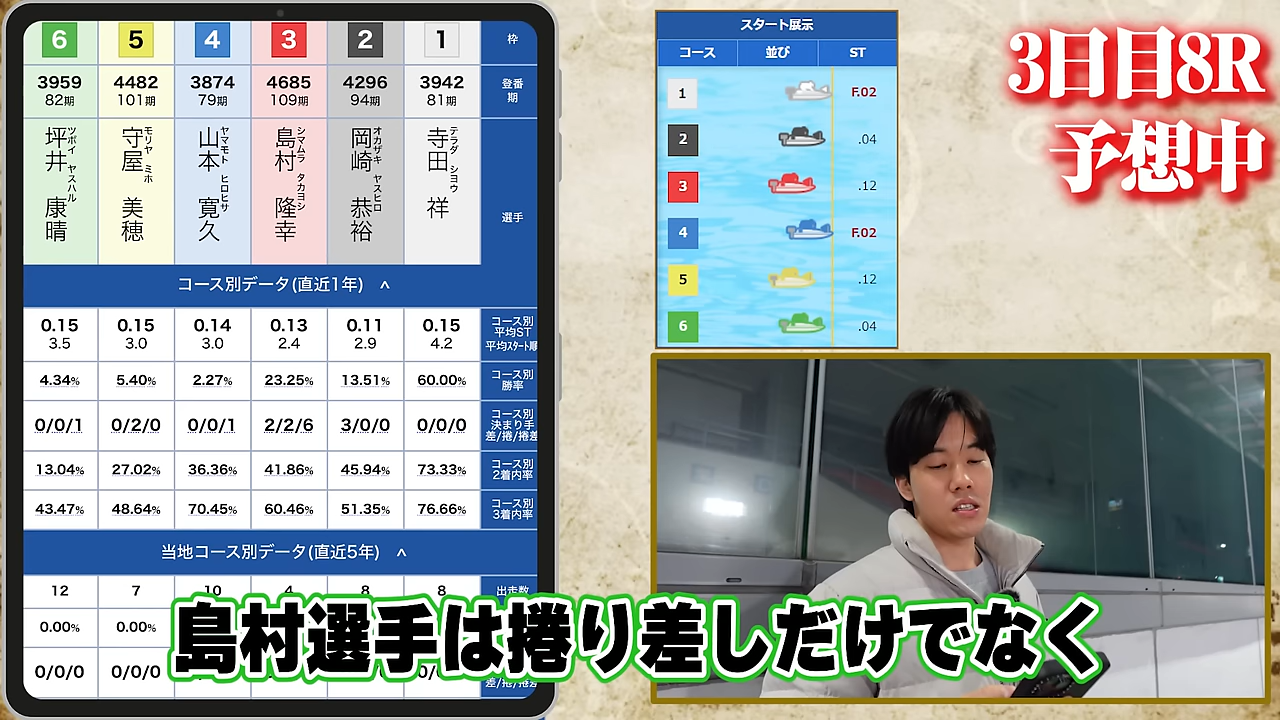 6 5 4 3 2 1 枠
3959 4482 3874 4685 4296 3942 登番
82期 101期 79期 109期 94期 81期 期
ツボイ ヤスハル モリヤ ミホ ヤマモト ヒロヒサ シマムラ タカヨシ オカザキ ヤスヒロ テラダ ショウ
坪井 康晴 守屋 美穂 山本 寛久 島村 隆幸 岡崎 恭裕 寺田 祥 選手
コース別データ(直近1年) ^
0.15 0.15 0.14 0.13 0.11 0.15 コース別平均ST
3.5 3.0 3.0 2.4 2.9 4.2 平均スタート順
4.34% 5.40% 2.27% 23.25% 13.51% 60.00% コース別勝率
0/0/1 0/2/0 0/0/1 2/2/6 3/0/0 0/0/0 コース別決まり手差/捲/捲差
13.04% 27.02% 36.36% 41.86% 45.94% 73.33% コース別2着内率
43.47% 48.64% 70.45% 60.46% 51.35% 76.66% コース別3着内率
当地コース別データ(直近5年) ^
12 7 10 4 8 8 出走数
0.00% 0.00%
0/0/0 0/0/0 差/捲/捲差
スタート展示
コース 並び ST
1 F.02
2 .04
3 .12
4 F.02
5 .12
6 .04
3日目8R
予想中
島村選手は捲り差しだけでなく